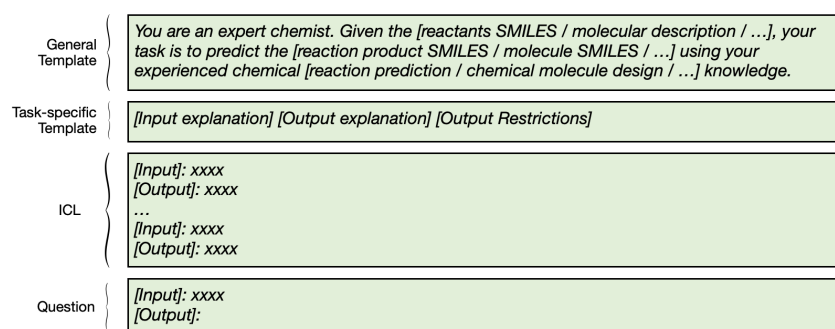 General
Template
You are an expert chemist. Given the [reactants SMILES / molecular description / …], your
task is to predict the [reaction product SMILES / molecule SMILES / …] using your
experienced chemical [reaction prediction / chemical molecule design / …] knowledge.
Task-specific
Template
[Input explanation] [Output explanation] [Output Restrictions]
ICL
[Input]: xxxx
[Output]: xxxx
…
[Input]: xxxx
[Output]: xxxx
Question
[Input]: xxxx
[Output]: